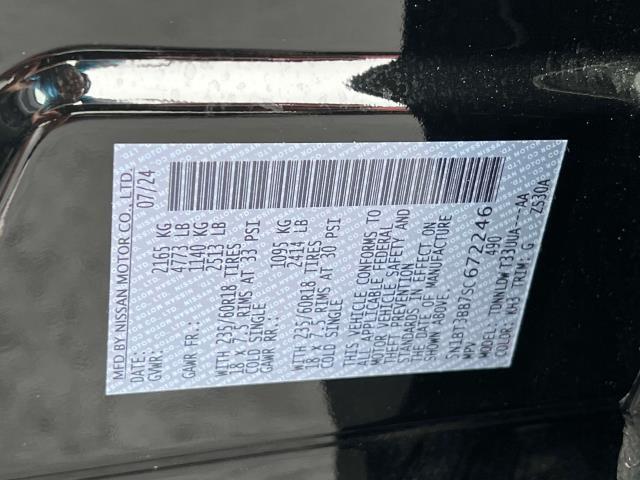 MFD BY NISSAN MOTOR CO., LTD.
DATE: 07/24
GVWR: 2165 KG
4773 LB
GAWR FR.: 1140 KG
2513 LB
WITH 235/60R18 TIRES
18 X 7.5 RIMS AT 33 PSI
COLD SINGLE
GAWR RR.: 1095 KG
2414 LB
WITH 235/60R18 TIRES
18 X 7.5 RIMS AT 30 PSI
COLD SINGLE
THIS VEHICLE CONFORMS TO
ALL APPLICABLE FEDERAL
MOTOR VEHICLE SAFETY AND
THEFT PREVENTION
STANDARDS IN EFFECT ON
THE DATE OF MANUFACTURE
SHOWN ABOVE.
5N1BT3BB7SC672246
MPV 490
MODEL: ---AA
COLOR: KH3 TRIM: G ZS30A